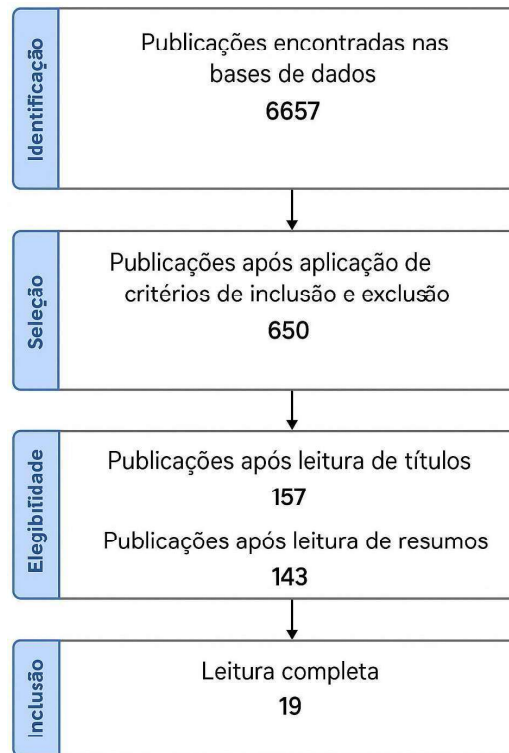 Identificação
Publicações encontradas nas
bases de dados
6657
Seleção
Publicações após aplicação de
critérios de inclusão e exclusão
650
Elegibilidade
Publicações após leitura de títulos
157
Publicações após leitura de resumos
143
Inclusão
Leitura completa
19